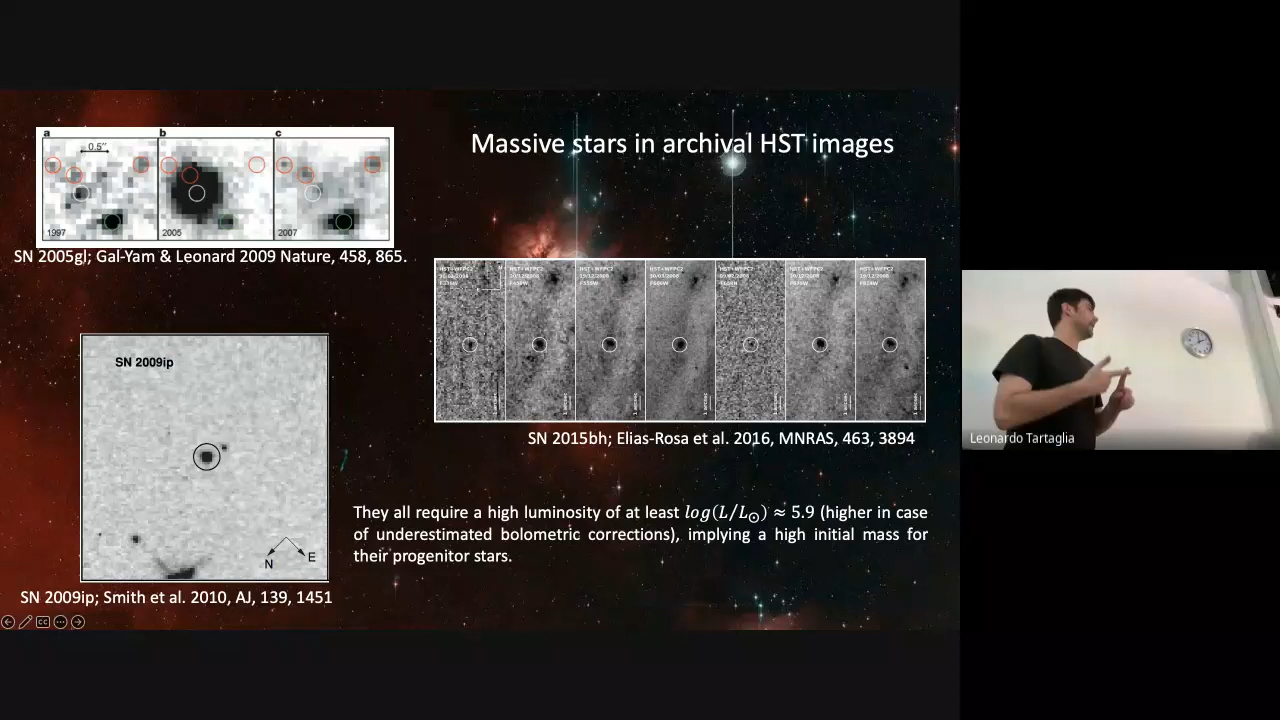 Massive stars in archival HST images
a b c
0.5″
1997 2005 2007
SN 2005gl; Gal-Yam & Leonard 2009 Nature, 458, 865.
SN 2015bh; Elias-Rosa et al. 2016, MNRAS, 463, 3894
SN 2009ip
N E
SN 2009ip; Smith et al. 2010, AJ, 139, 1451
They all require a high luminosity of at least log(L/L⊙) ≈ 5.9 (higher in case
of underestimated bolometric corrections), implying a high initial mass for
their progenitor stars.
CC
Leonardo Tartaglia